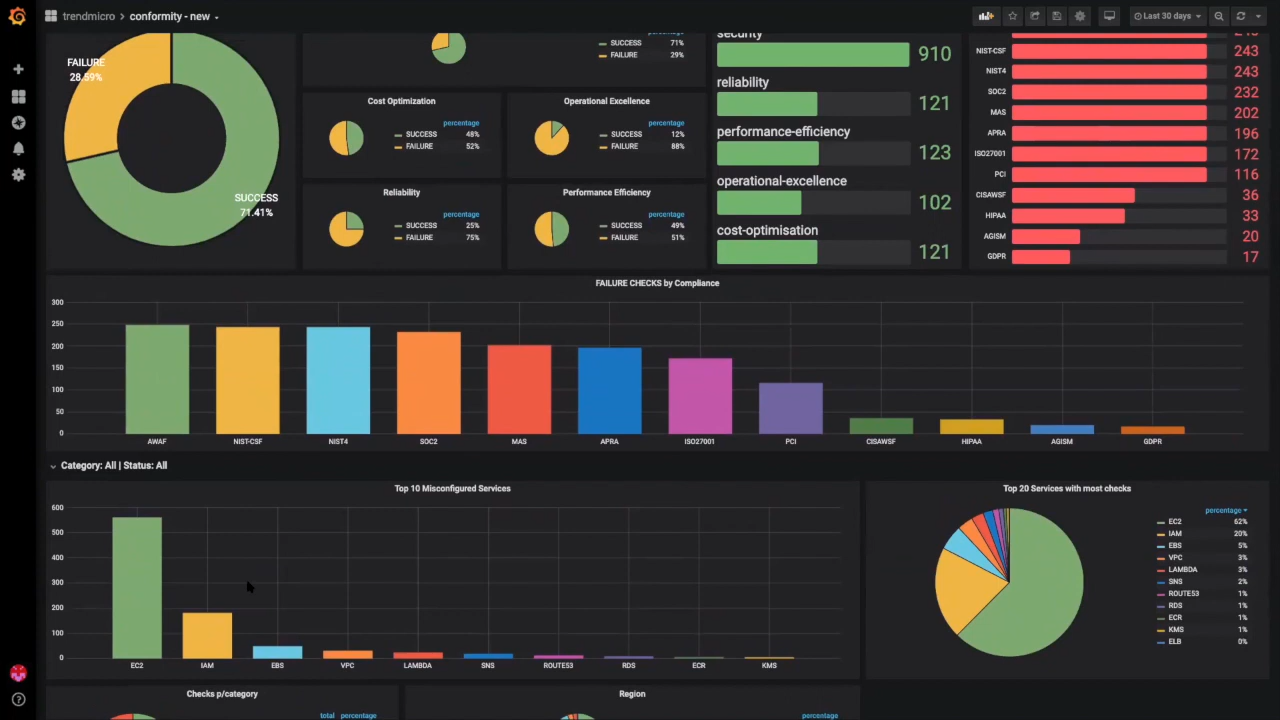 trendmicro > conformity - new
Last 30 days
FAILURE
28.59%
SUCCESS
71.41%
SUCCESS 71%
FAILURE 29%
Cost Optimization
percentage
SUCCESS 48%
FAILURE 52%
Operational Excellence
percentage
SUCCESS 12%
FAILURE 88%
Reliability
percentage
SUCCESS 25%
FAILURE 75%
Performance Efficiency
percentage
SUCCESS 49%
FAILURE 51%
security
910
reliability
121
performance-efficiency
123
operational-excellence
102
cost-optimisation
121
NIST-CSF 243
NIST4 243
SOC2 232
MAS 202
APRA 196
ISO27001 172
PCI 116
CISAWSF 36
HIPAA 33
AGISM 20
GDPR 17
FAILURE CHECKS by Compliance
300
250
200
150
100
50
0
AWAF NIST-CSF NIST4 SOC2 MAS APRA ISO27001 PCI CISAWSF HIPAA AGISM GDPR
Category: All | Status: All
Top 10 Misconfigured Services
600
500
400
300
200
100
0
EC2 IAM EBS VPC LAMBDA SNS ROUTE53 RDS ECR KMS
Top 20 Services with most checks
percentage
EC2 62%
IAM 20%
EBS 5%
VPC 3%
LAMBDA 3%
SNS 2%
ROUTE53 1%
RDS 1%
ECR 1%
KMS 1%
ELB 0%
Checks p/category
total percentage
Region
percentage